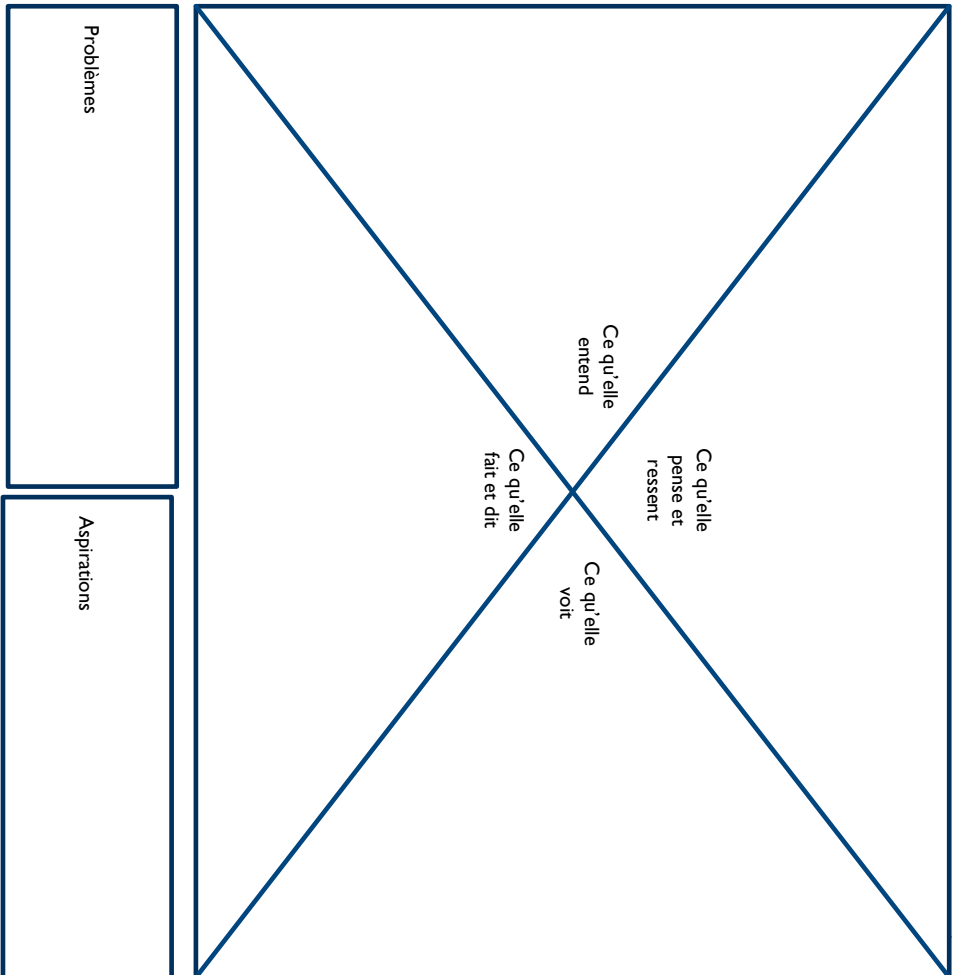 Ce qu'elle
pense et
ressent
Ce qu'elle
entend
Ce qu'elle
voit
Ce qu'elle
fait et dit
Problèmes
Aspirations